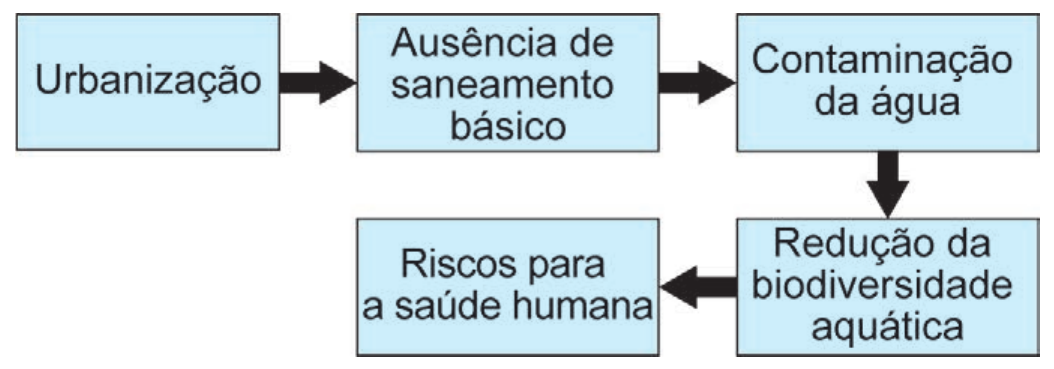 Urbanização
Ausência de
saneamento
básico
Contaminação
da água
Redução da
biodiversidade
aquática
Riscos para
a saúde humana